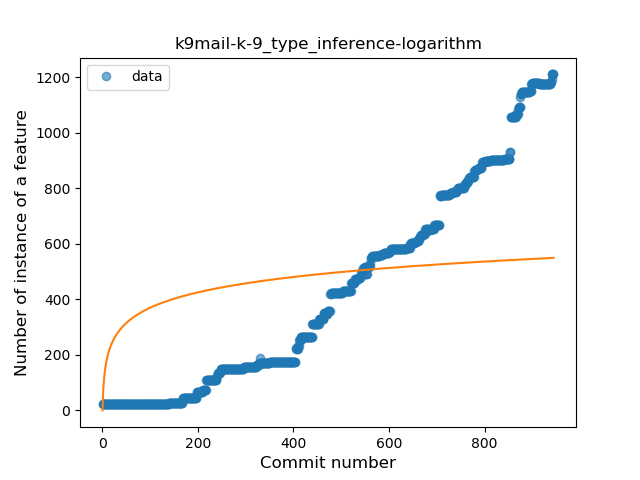 k9mail-k-9_type_inference-logarithm
data
Number of instance of a feature
1200
1000
800
600
400
200
0
0 200 400 600 800
Commit number